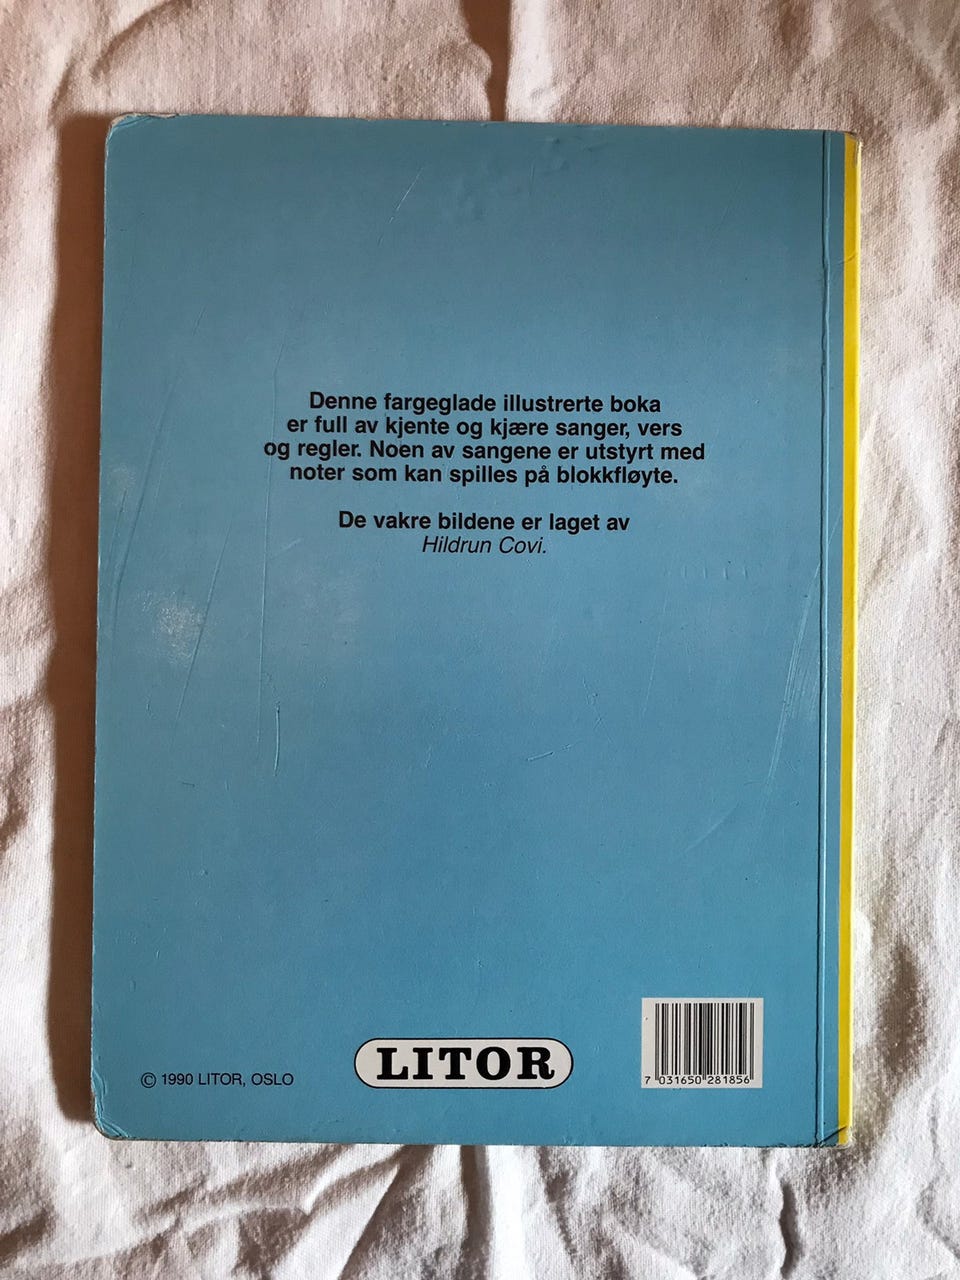 Denne fargeglade illustrerte boka
er full av kjente og kjære sanger, vers
og regler. Noen av sangene er utstyrt med
noter som kan spilles på blokkfløyte.
De vakre bildene er laget av
Hildrun Covi.
© 1990 LITOR, OSLO
LITOR
7 031650 281856